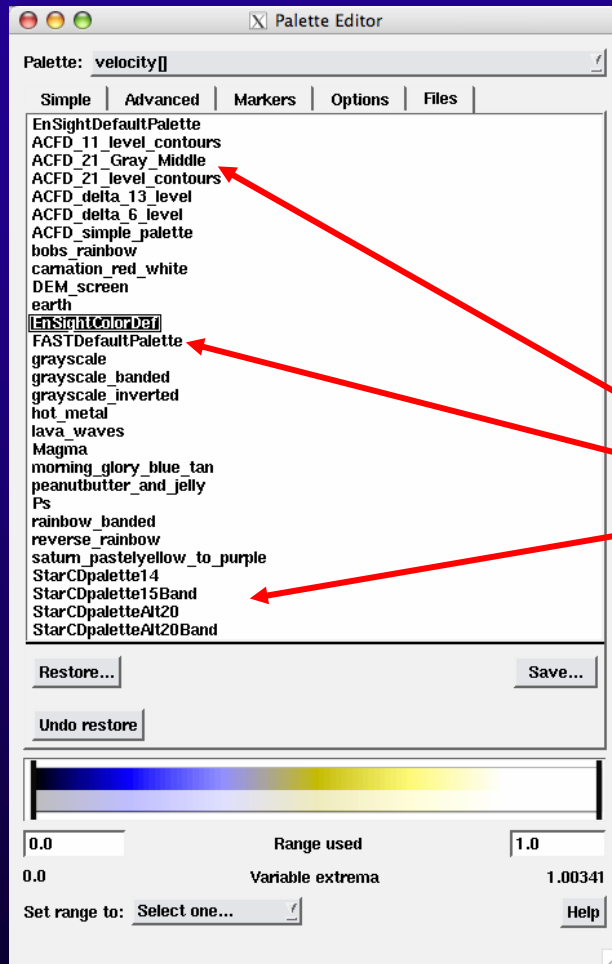 X Palette Editor
Palette: velocity[]
Simple Advanced Markers Options Files
EnSightDefaultPalette
ACFD_11_level_contours
ACFD_21_Gray_Middle
ACFD_21_level_contours
ACFD_delta_13_level
ACFD_delta_6_level
ACFD_simple_palette
bobs_rainbow
carnation_red_white
DEM_screen
earth
EnSightColorDef
FASTDefaultPalette
grayscale
grayscale_banded
grayscale_inverted
hot_metal
lava_waves
Magma
morning_glory_blue_tan
peanutbutter_and_jelly
Ps
rainbow_banded
reverse_rainbow
saturn_pastelyellow_to_purple
StarCDpalette14
StarCDpalette15Band
StarCDpaletteAlt20
StarCDpaletteAlt20Band
Restore... Save...
Undo restore
0.0 Range used 1.0
0.0 Variable extrema 1.00341
Set range to: Select one... Help